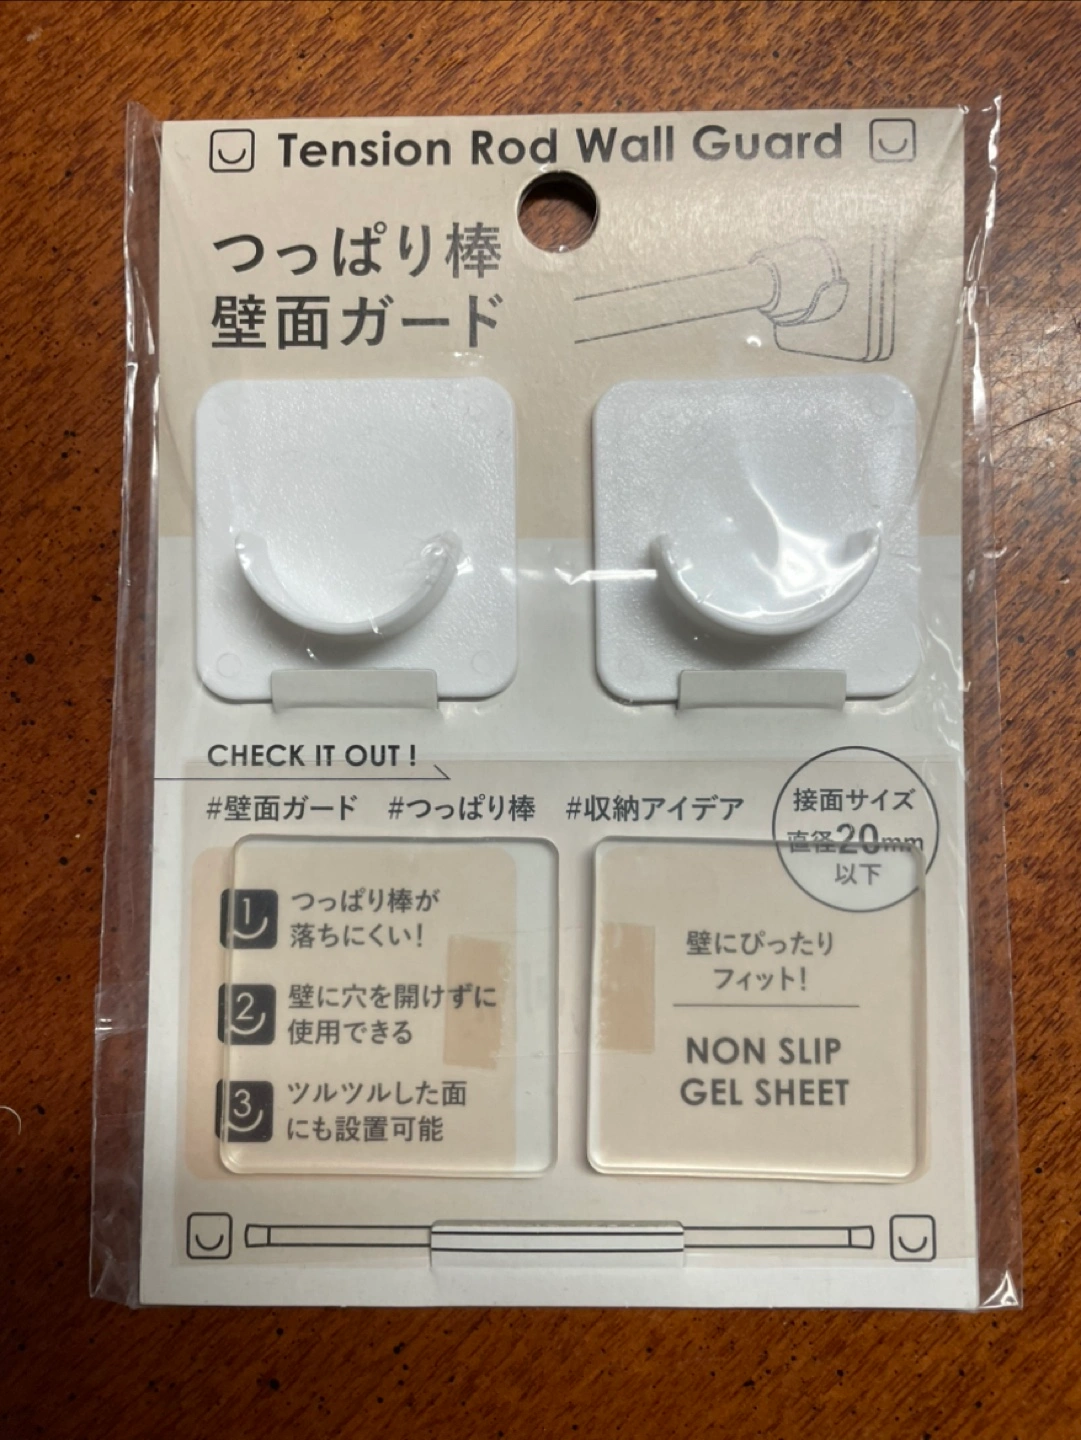 Tension Rod Wall Guard
つっぱり棒
壁面ガード
CHECK IT OUT !
#壁面ガード #つっぱり棒 #収納アイデア
接面サイズ
直径20mm
以下
1 つっぱり棒が
落ちにくい!
2 壁に穴を開けずに
使用できる
3 ツルツルした面
にも設置可能
壁にぴったり
フィット!
NON SLIP
GEL SHEET